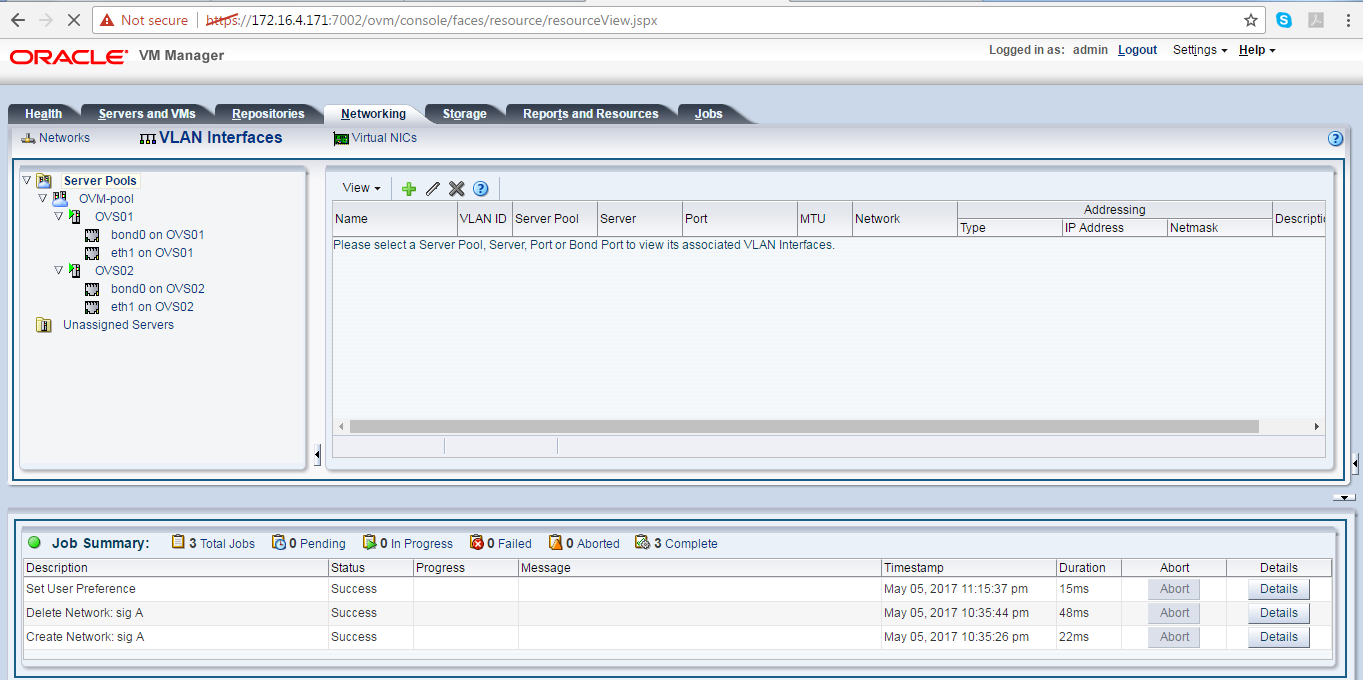 Not secure https://172.16.4.171:7002/ovm/console/faces/resource/resourceView.jspx
ORACLE VM Manager
Logged in as: admin Logout Settings Help
Health Servers and VMs Repositories Networking Storage Reports and Resources Jobs
Networks VLAN Interfaces Virtual NICs
Server Pools
OVM-pool
OVS01
bond0 on OVS01
eth1 on OVS01
OVS02
bond0 on OVS02
eth1 on OVS02
Unassigned Servers
View
Name VLAN ID Server Pool Server Port MTU Network Addressing Descriptic
Type IP Address Netmask
Please select a Server Pool, Server, Port or Bond Port to view its associated VLAN Interfaces.
Job Summary: 3 Total Jobs 0 Pending 0 In Progress 0 Failed 0 Aborted 3 Complete
Description Status Progress Message Timestamp Duration Abort Details
Set User Preference Success May 05, 2017 11:15:37 pm 15ms Abort Details
Delete Network: sig A Success May 05, 2017 10:35:44 pm 48ms Abort Details
Create Network: sig A Success May 05, 2017 10:35:26 pm 22ms Abort Details